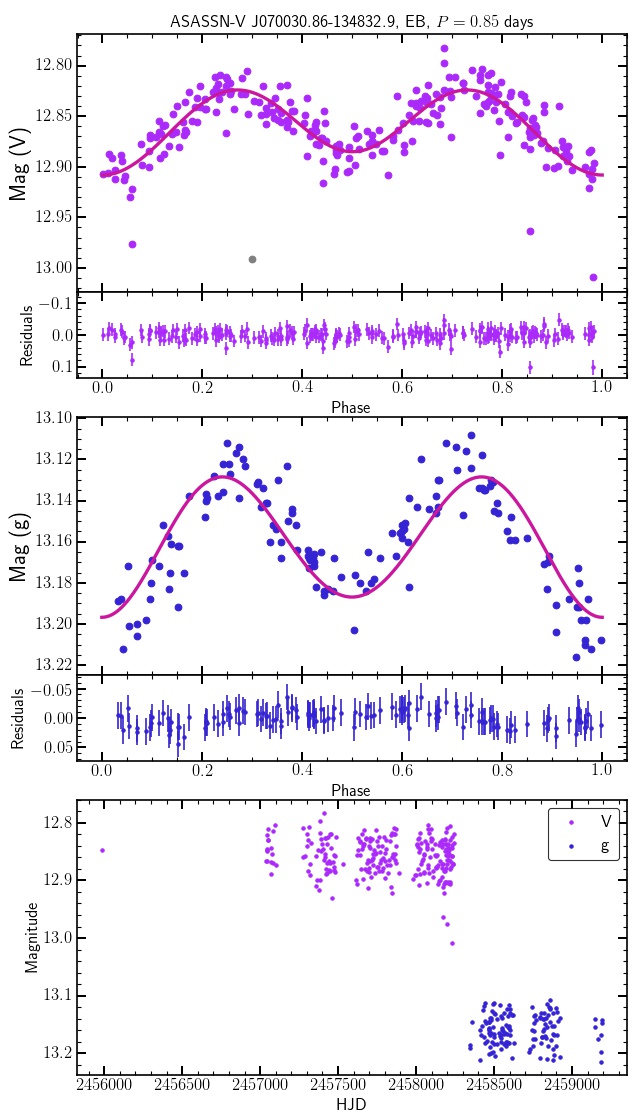 ASASSN-V J070030.86-134832.9, EB, P = 0.85 days
12.80
12.85
12.90
12.95
13.00
Mag (V)
−0.1
0.0
0.1
Residuals
0.0 0.2 0.4 0.6 0.8 1.0
Phase
13.10
13.12
13.14
13.16
13.18
13.20
13.22
Mag (g)
−0.05
0.00
0.05
Residuals
0.0 0.2 0.4 0.6 0.8 1.0
Phase
V
g
12.8
12.9
13.0
13.1
13.2
Magnitude
2456000 2456500 2457000 2457500 2458000 2458500 2459000
HJD